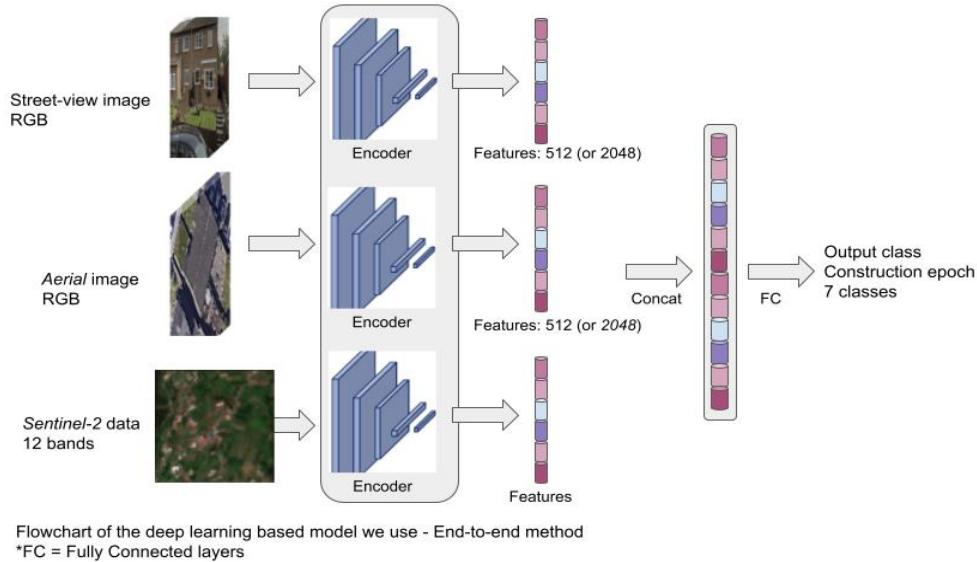 Street-view image
RGB
Encoder
Features: 512 (or 2048)
Aerial image
RGB
Encoder
Features: 512 (or 2048)
Sentinel-2 data
12 bands
Encoder
Features
Concat
FC
Output class
Construction epoch
7 classes
Flowchart of the deep learning based model we use - End-to-end method
*FC = Fully Connected layers